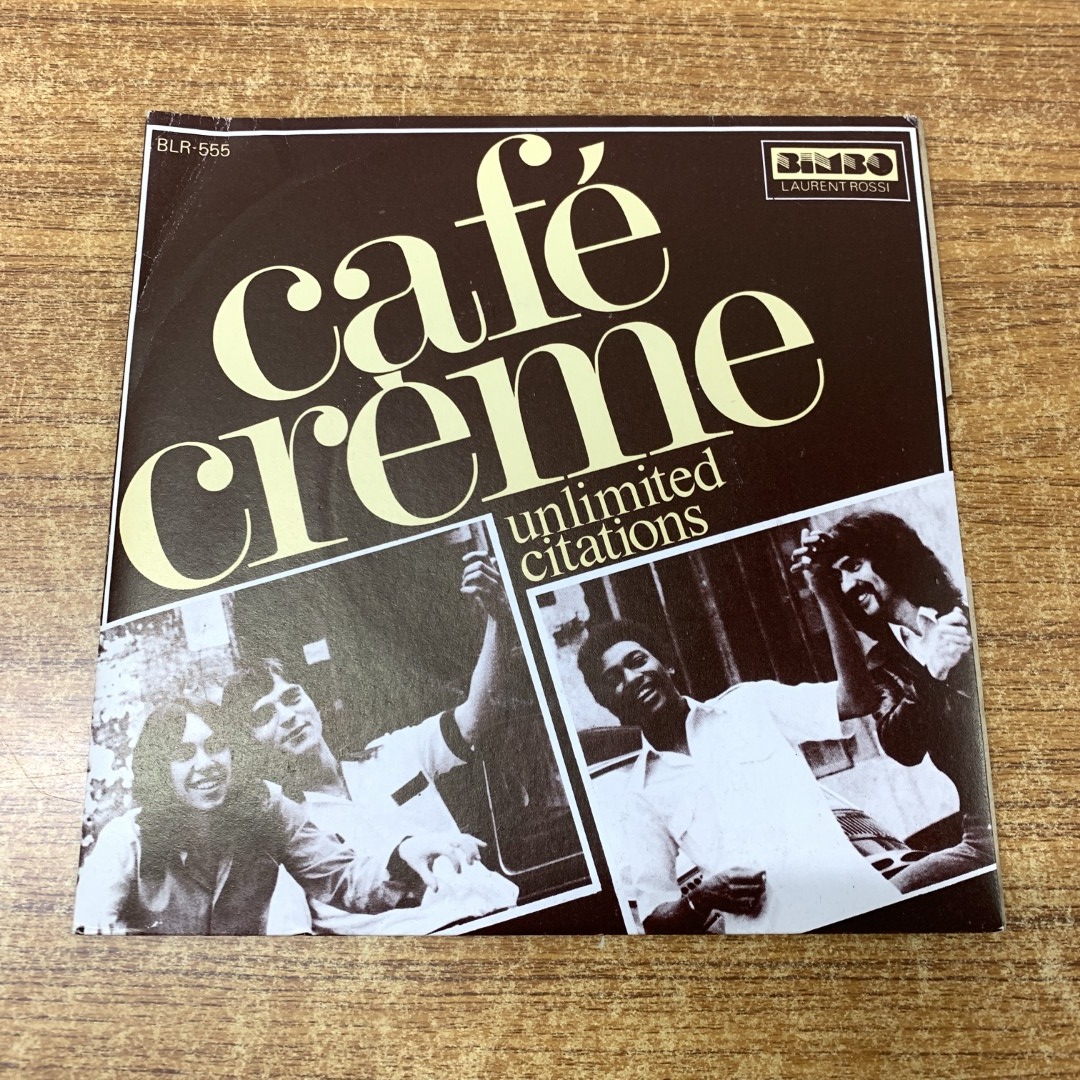 BLR-555
BIMBO
LAURENT ROSSI
café
crème
unlimited
citations